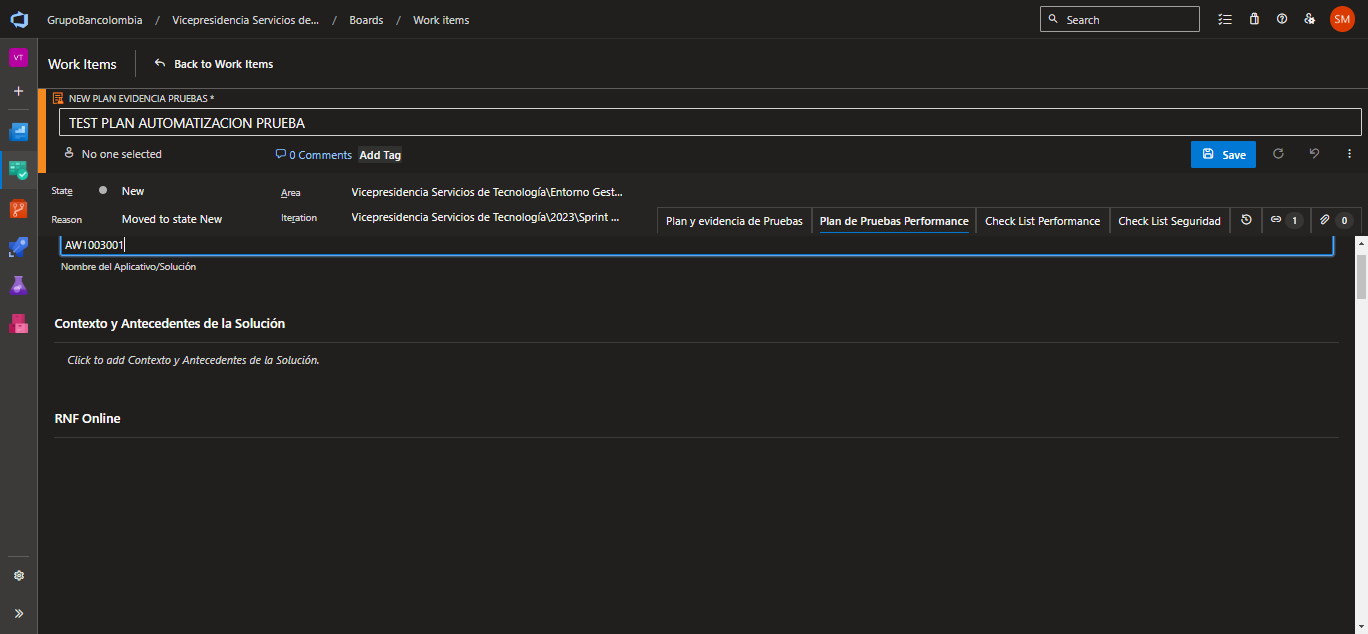 GrupoBancolombia / Vicepresidencia Servicios de... / Boards / Work items
Search
SM
VT
Work Items
Back to Work Items
NEW PLAN EVIDENCIA PRUEBAS *
TEST PLAN AUTOMATIZACION PRUEBA
No one selected
0 Comments
Add Tag
Save
State
New
Area
Vicepresidencia Servicios de Tecnología\Entorno Gest...
Reason
Moved to state New
Iteration
Vicepresidencia Servicios de Tecnología\2023\Sprint ...
Plan y evidencia de Pruebas
Plan de Pruebas Performance
Check List Performance
Check List Seguridad
1
0
AW1003001
Nombre del Aplicativo/Solución
Contexto y Antecedentes de la Solución
Click to add Contexto y Antecedentes de la Solución.
RNF Online